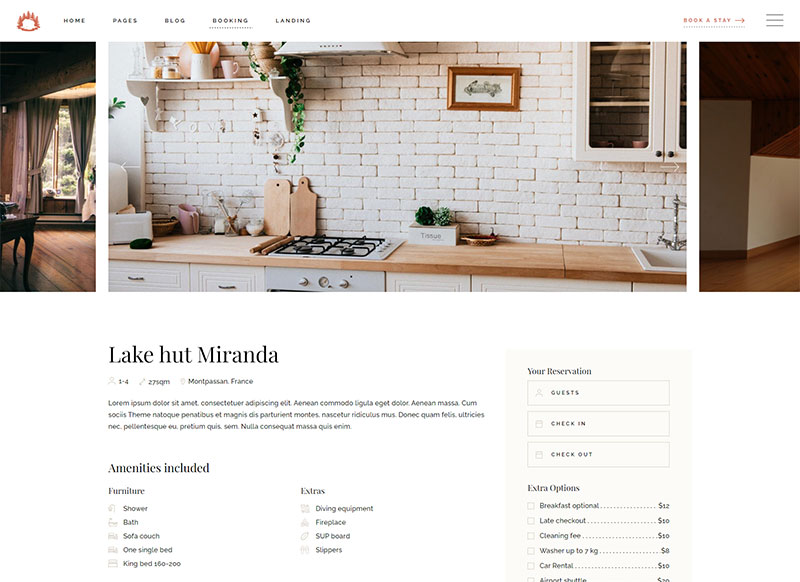 HOME PAGES BLOG BOOKING LANDING BOOK A STAY
Tissue
Lake hut Miranda
1-4 27sqm Montpassan, France
Lorem ipsum dolor sit amet, consectetuer adipiscing elit. Aenean commodo ligula eget dolor. Aenean massa. Cum
sociis Theme natoque penatibus et magnis dis parturient montes, nascetur ridiculus mus. Donec quam felis, ultricies
nec, pellentesque eu, pretium quis, sem. Nulla consequat massa quis enim.
Amenities included
Furniture
Shower
Bath
Sofa couch
One single bed
King bed 160-200
Extras
Diving equipment
Fireplace
SUP board
Slippers
Your Reservation
GUESTS
CHECK IN
CHECK OUT
Extra Options
Breakfast optional $12
Late checkout $10
Cleaning fee $10
Washer up to 7 kg $8
Car Rental $10
Airport shuttle $20